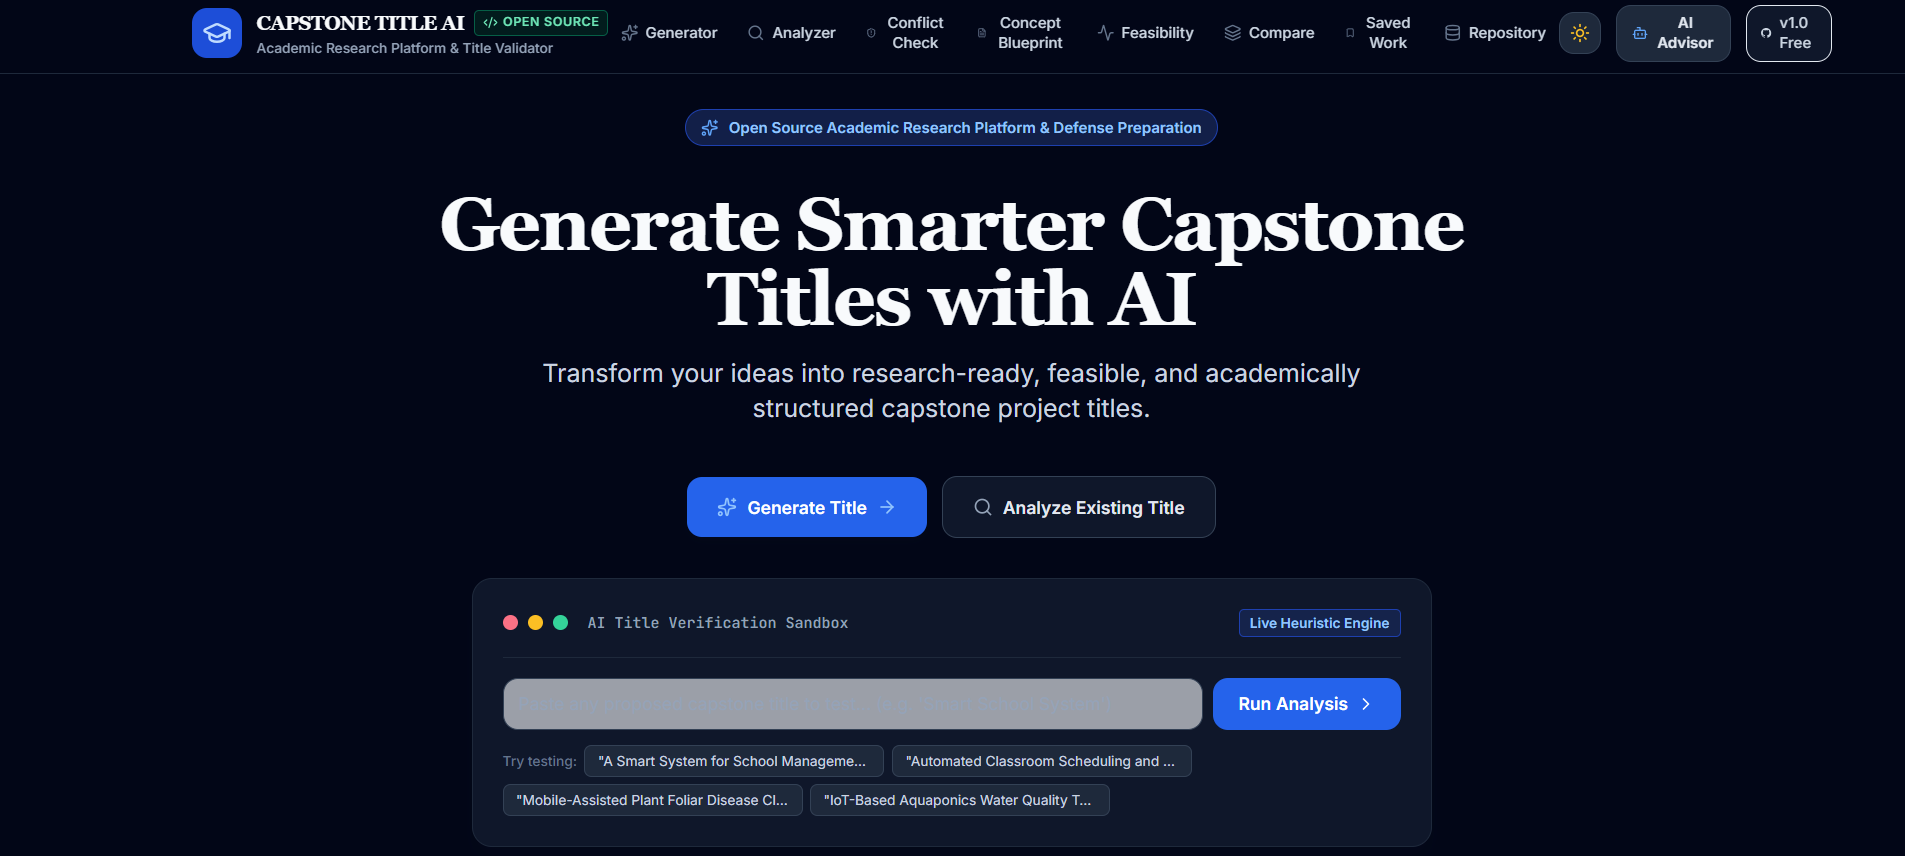 CAPSTONE TITLE AI
OPEN SOURCE
Academic Research Platform & Title Validator
Generator
Analyzer
Conflict
Check
Concept
Blueprint
Feasibility
Compare
Saved
Work
Repository
AI
Advisor
v1.0
Free
Open Source Academic Research Platform & Defense Preparation
Generate Smarter Capstone
Titles with AI
Transform your ideas into research-ready, feasible, and academically
structured capstone project titles.
Generate Title
Analyze Existing Title
AI Title Verification Sandbox
Live Heuristic Engine
Run Analysis
Try testing:
"A Smart System for School Manageme...
"Automated Classroom Scheduling and ...
"Mobile-Assisted Plant Foliar Disease Cl...
"IoT-Based Aquaponics Water Quality T...